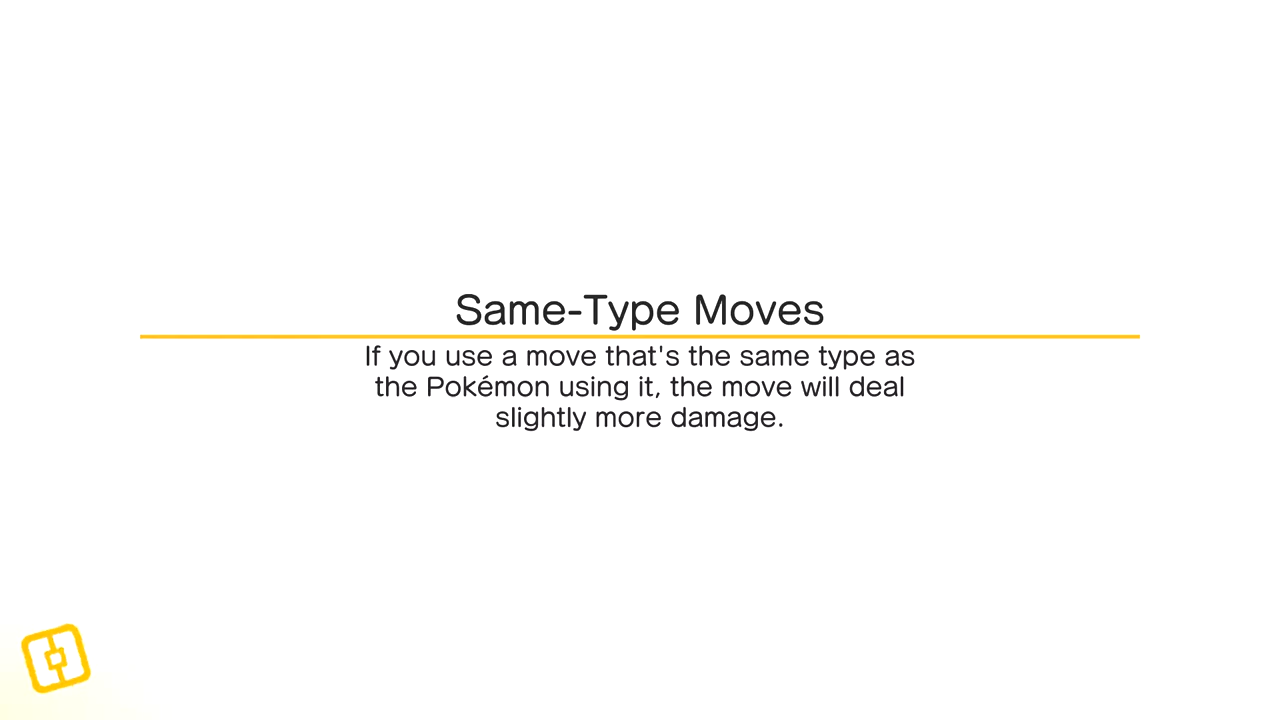 Same-Type Moves
If you use a move that's the same type as
the Pokémon using it, the move will deal
slightly more damage.